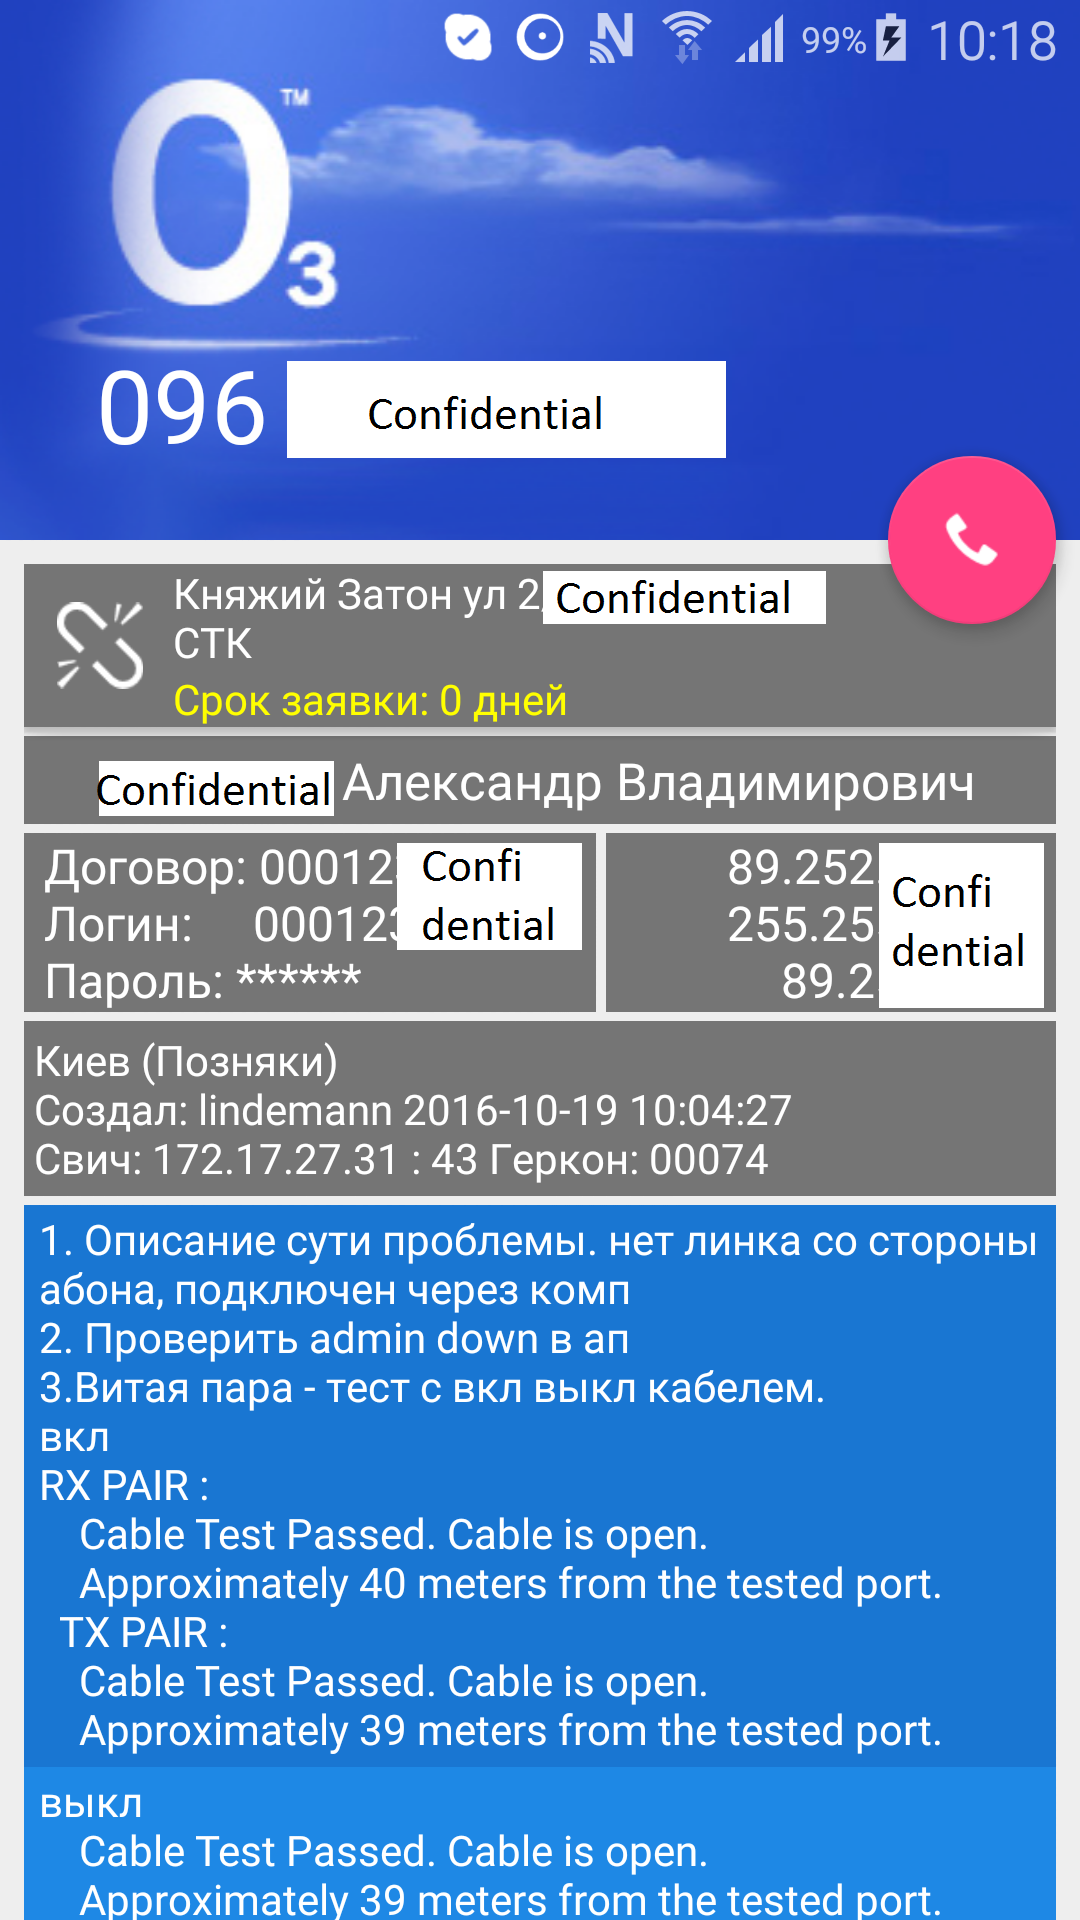 99% 10:18
O3 ™
096 Confidential
Княжий Затон ул 2, Confidential
СТК
Срок заявки: 0 дней
Confidential Александр Владимирович
Договор: 000123 Confi
Логин: 000123 dential
Пароль: ******
89.252. Confi
255.25 dential
89.2
Киев (Позняки)
Создал: lindemann 2016-10-19 10:04:27
Свич: 172.17.27.31 : 43 Геркон: 00074
1. Описание сути проблемы. нет линка со стороны
абона, подключен через комп
2. Проверить admin down в ап
3.Витая пара - тест с вкл выкл кабелем.
вкл
RX PAIR :
Cable Test Passed. Cable is open.
Approximately 40 meters from the tested port.
TX PAIR :
Cable Test Passed. Cable is open.
Approximately 39 meters from the tested port.
выкл
Cable Test Passed. Cable is open.
Approximately 39 meters from the tested port.